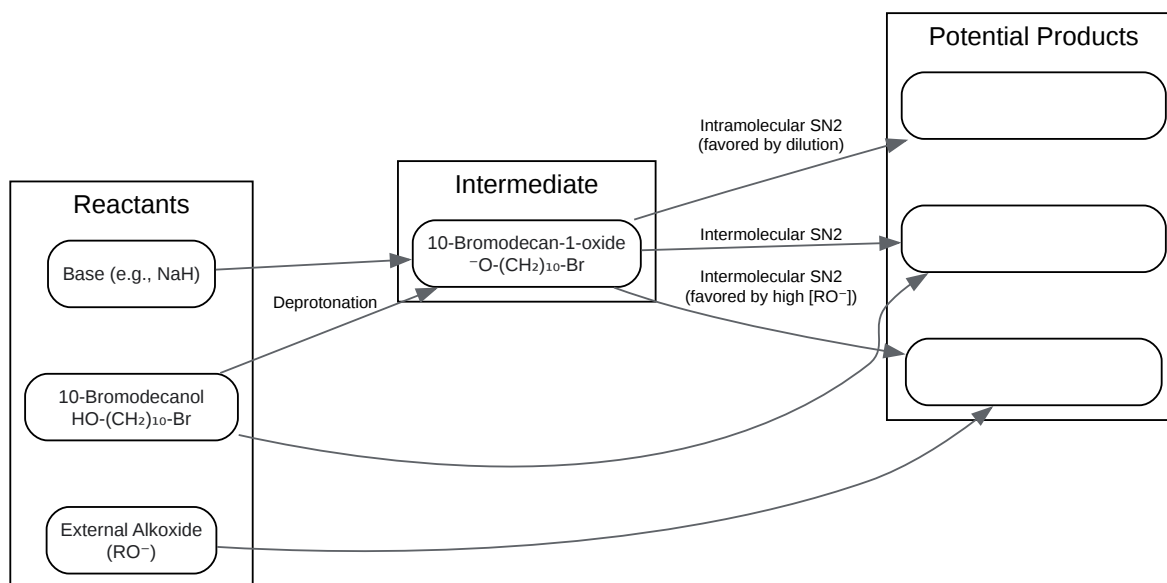 Reactants
Base (e.g., NaH)
Deprotonation
10-Bromodecanol
HO-(CH₂)₁₀-Br
External Alkoxide
(RO⁻)
Intermediate
10-Bromodecan-1-oxide
⁻O-(CH₂)₁₀-Br
Intramolecular SN2
(favored by dilution)
Intermolecular SN2
Intermolecular SN2
(favored by high [RO⁻])
Potential Products